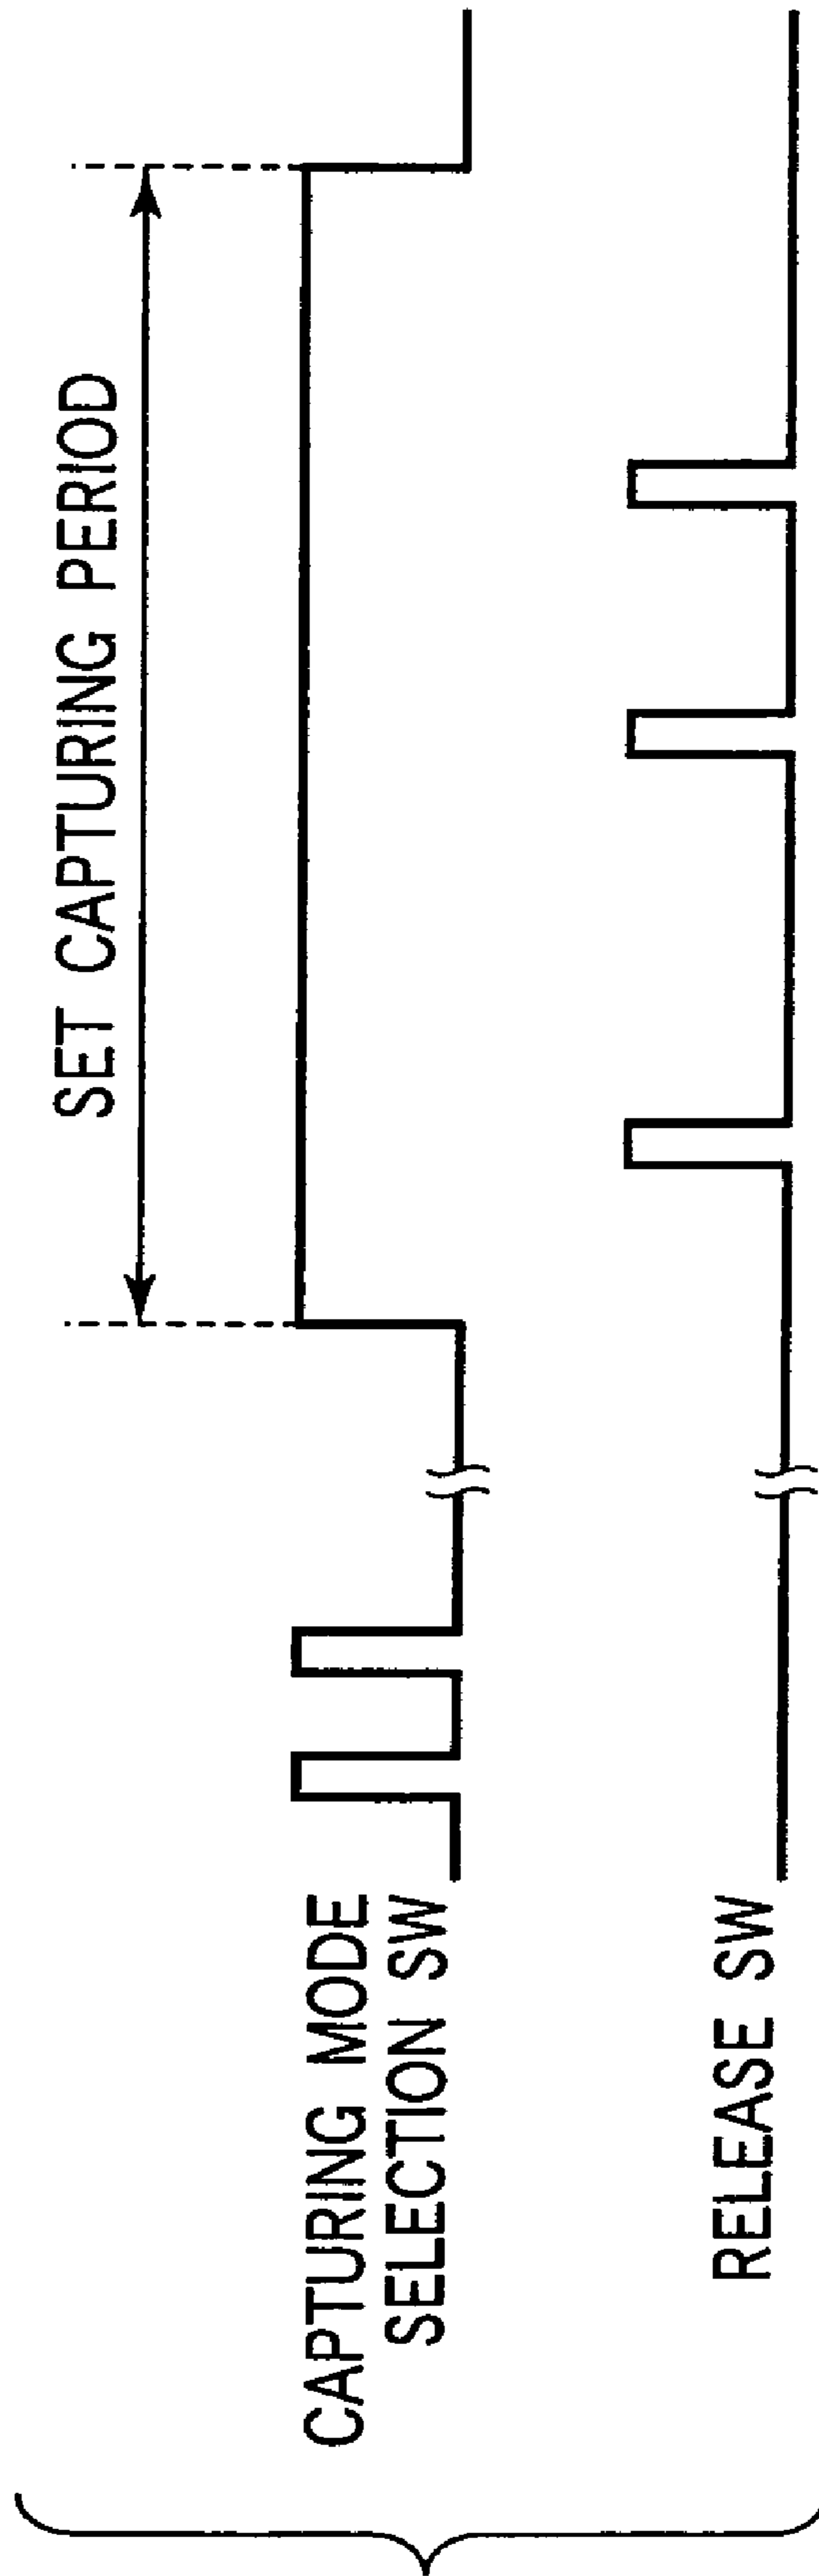 SET CAPTURING PERIOD
CAPTURING MODE
SELECTION SW
RELEASE SW